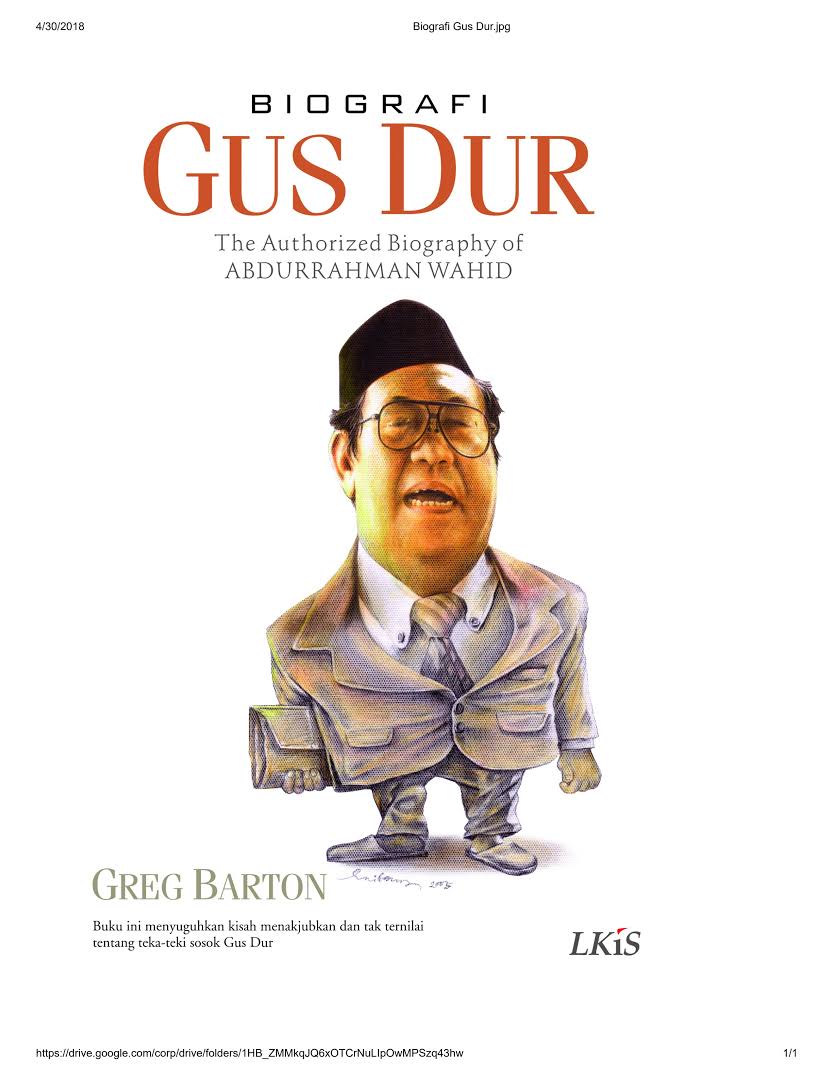 4/30/2018
Biografi Gus Dur.jpg
BIOGRAFI
GUS DUR
The Authorized Biography of
ABDURRAHMAN WAHID
GREG BARTON
2005
Buku ini menyuguhkan kisah menakjubkan dan tak ternilai
tentang teka-teki sosok Gus Dur
LKiS
https://drive.google.com/corp/drive/folders/1HB_ZMMkqJQ6xOTCrNuLIpOwMPSzq43hw
1/1